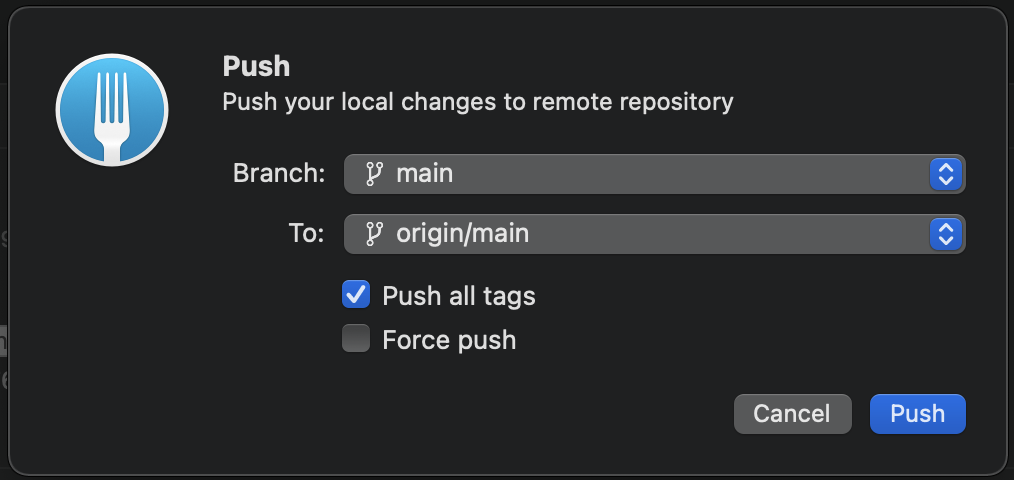 Push
Push your local changes to remote repository
Branch: main
To: origin/main
Push all tags
Force push
Cancel Push